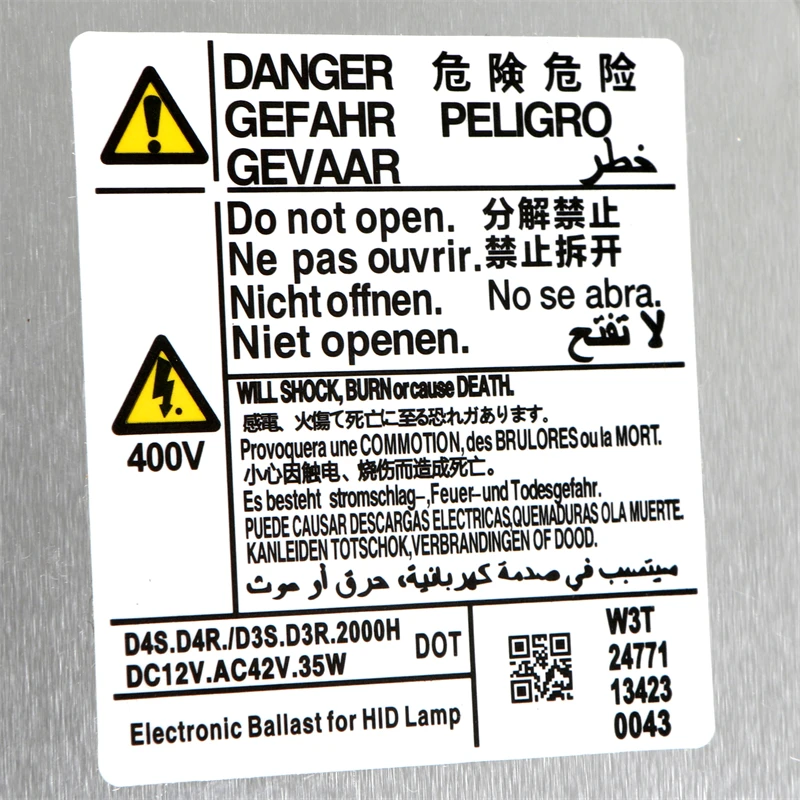 DANGER 危険危险
GEFAHR PELIGRO
GEVAAR خطر
Do not open. 分解禁止
Ne pas ouvrir. 禁止拆开
Nicht offnen. No se abra.
Niet openen. لا تفتح
400V
WILL SHOCK, BURN or cause DEATH.
感電、火傷て死亡に至る恐れガあります。
Provoquera une COMMOTION, des BRULORES ou la MORT.
小心因触电、烧伤而造成死亡。
Es besteht stromschlag-,Feuer-und Todesgefahr.
PUEDE CAUSAR DESCARGAS ELECTRICAS,QUEMADURAS OLA MUERTE.
KANLEIDEN TOTSCHOK,VERBRANDINGEN OF DOOD.
سيتسبب في صدمة كهربائية، حرق أو موت
D4S.D4R./D3S.D3R.2000H
DC12V.AC42V.35W
DOT
Electronic Ballast for HID Lamp
W3T
24771
13423
0043